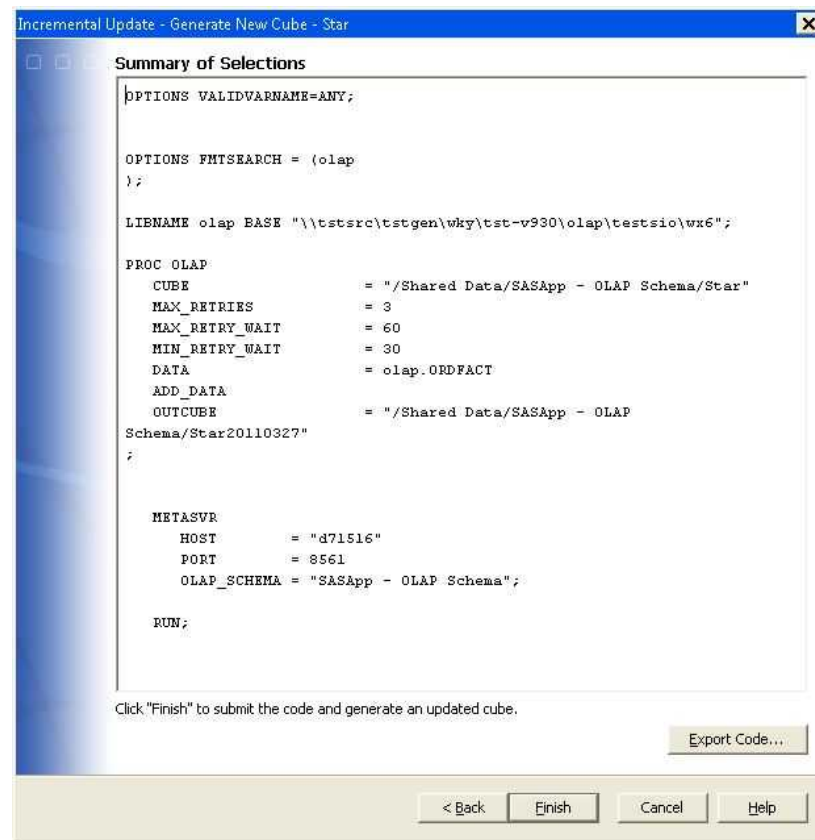 Incremental Update - Generate New Cube - Star
Summary of Selections
OPTIONS VALIDVARNAME=ANY;
OPTIONS FMTSEARCH = (olap
);
LIBNAME olap BASE "\\tstsrc\tstgen\wky\tst-v930\olap\testsio\wx6";
PROC OLAP
CUBE = "/Shared Data/SASApp - OLAP Schema/Star"
MAX_RETRIES = 3
MAX_RETRY_WAIT = 60
MIN_RETRY_WAIT = 30
DATA = olap.ORDFACT
ADD_DATA
OUTCUBE = "/Shared Data/SASApp - OLAP
Schema/Star20110327"
;
METASVR
HOST = "d71516"
PORT = 8561
OLAP_SCHEMA = "SASApp - OLAP Schema";
RUN;
Click "Finish" to submit the code and generate an updated cube.
Export Code...
< Back Finish Cancel Help